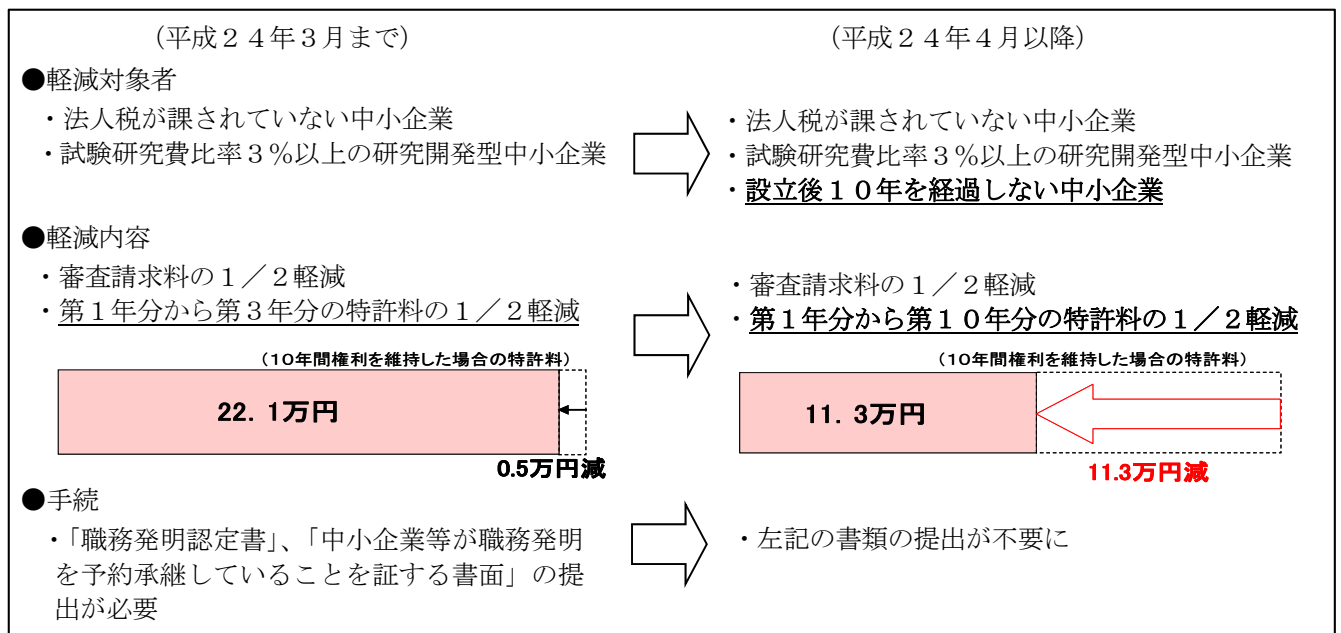 （平成２４年３月まで）
（平成２４年４月以降）
●軽減対象者
・法人税が課されていない中小企業
・試験研究費比率３％以上の研究開発型中小企業
・法人税が課されていない中小企業
・試験研究費比率３％以上の研究開発型中小企業
・設立後１０年を経過しない中小企業
●軽減内容
・審査請求料の１／２軽減
・第１年分から第３年分の特許料の１／２軽減
・審査請求料の１／２軽減
・第１年分から第１０年分の特許料の１／２軽減
（１０年間権利を維持した場合の特許料）
22．1万円
0.5万円減
（１０年間権利を維持した場合の特許料）
11．3万円
11.3万円減
●手続
・「職務発明認定書」、「中小企業等が職務発明
を予約承継していることを証する書面」の提
出が必要
・左記の書類の提出が不要に